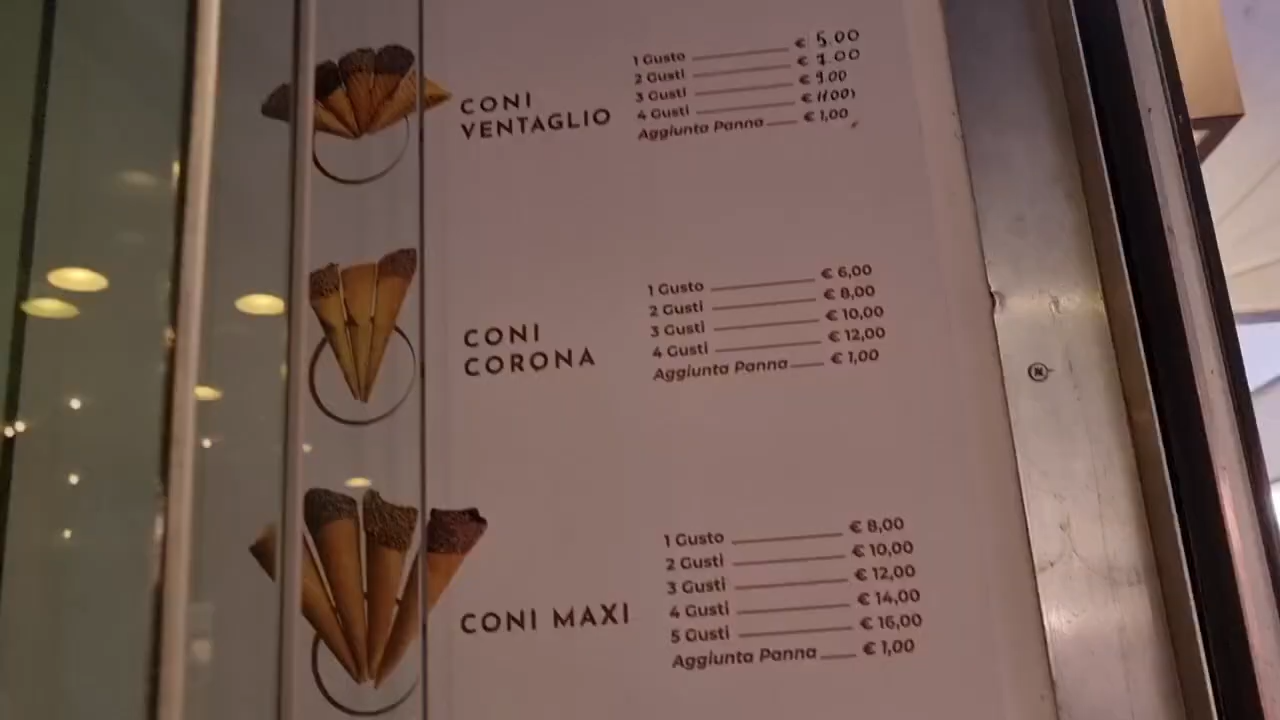 CONI VENTAGLIO
1 Gusto € 5.00
2 Gusti € 7.00
3 Gusti € 9.00
4 Gusti € 11.00
Aggiunta Panna € 1,00
CONI CORONA
1 Gusto € 6,00
2 Gusti € 8,00
3 Gusti € 10,00
4 Gusti € 12,00
Aggiunta Panna € 1,00
CONI MAXI
1 Gusto € 8,00
2 Gusti € 10,00
3 Gusti € 12,00
4 Gusti € 14,00
5 Gusti € 16,00
Aggiunta Panna € 1,00